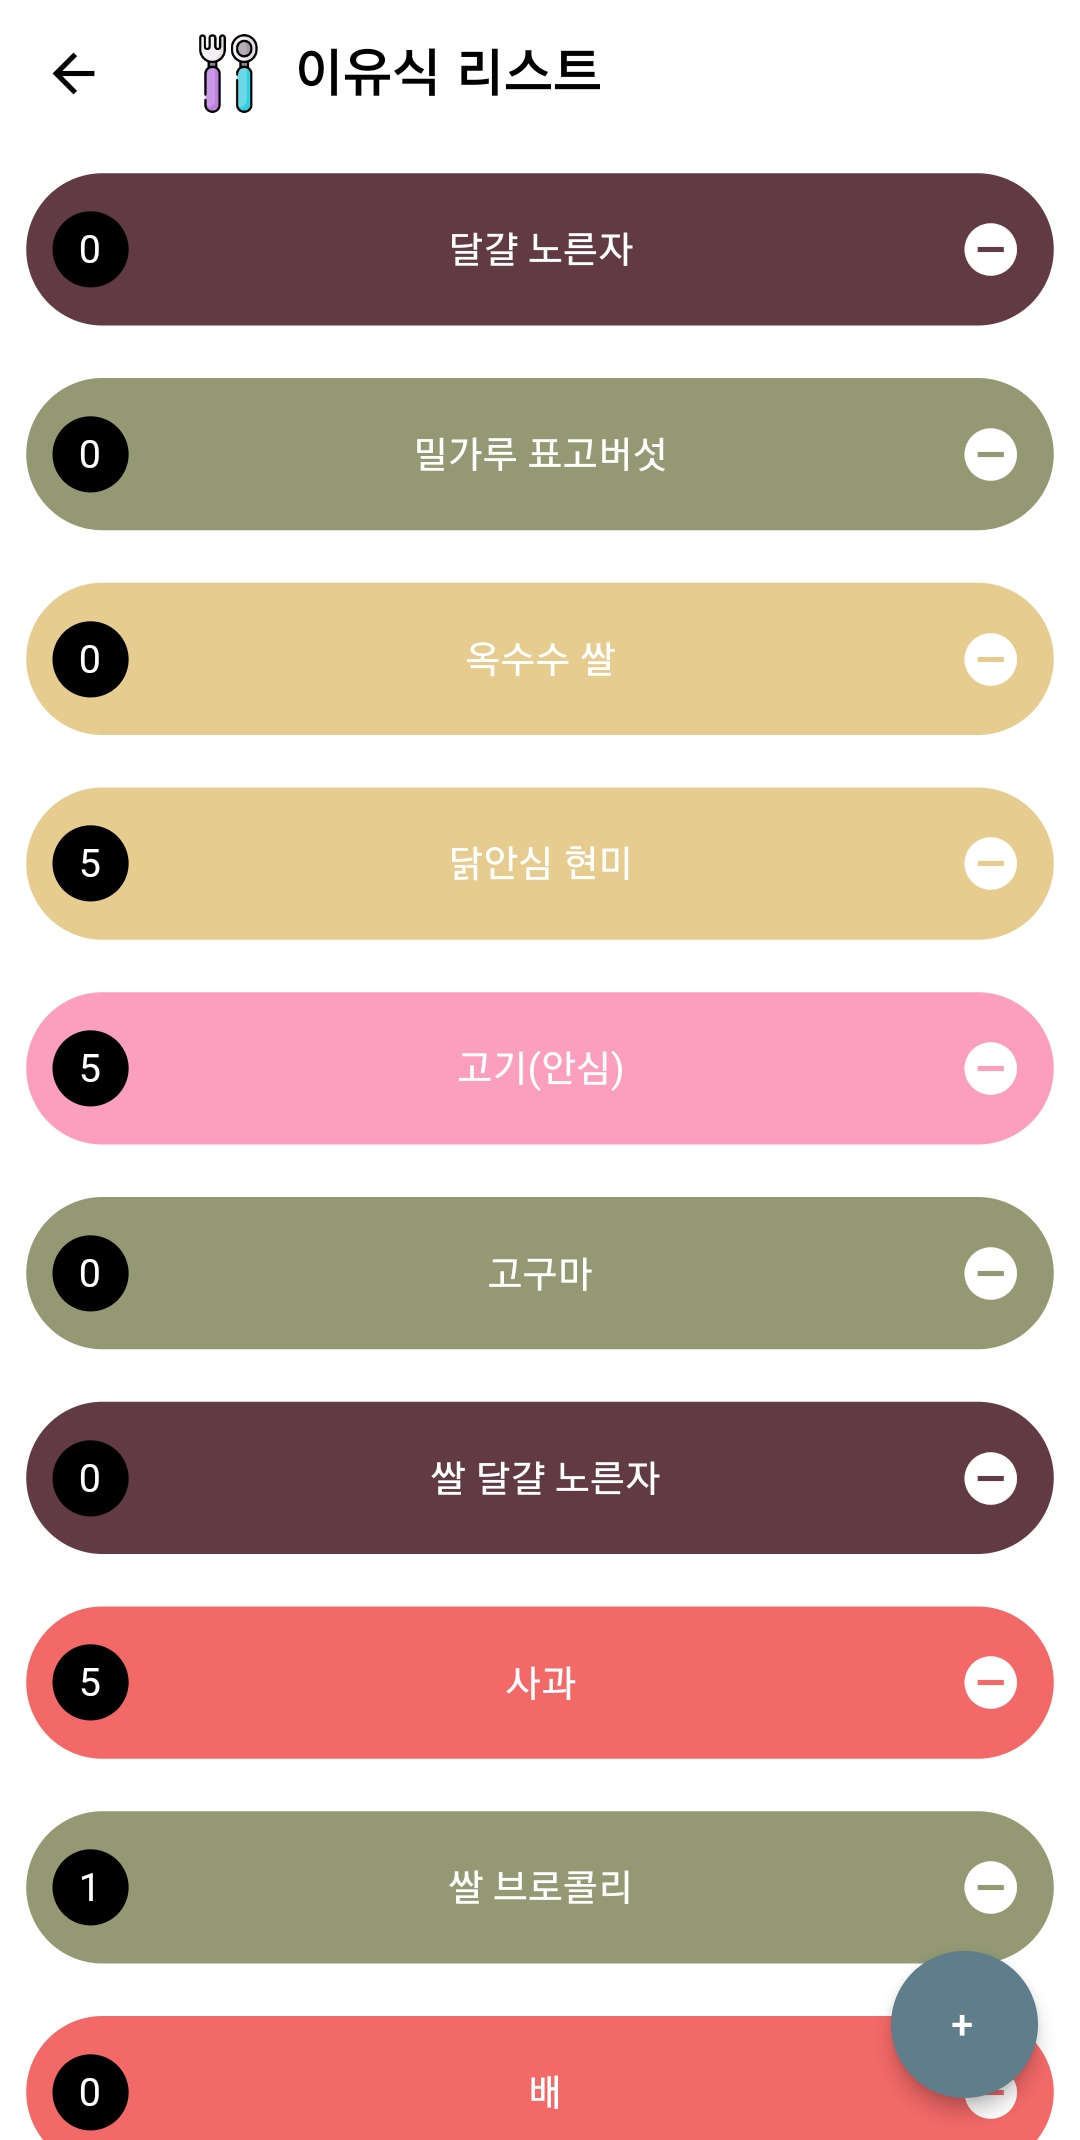 이유식 리스트
0 달걀 노른자
0 밀가루 표고버섯
0 옥수수 쌀
5 닭안심 현미
5 고기(안심)
0 고구마
0 쌀 달걀 노른자
5 사과
1 쌀 브로콜리
+
0 배